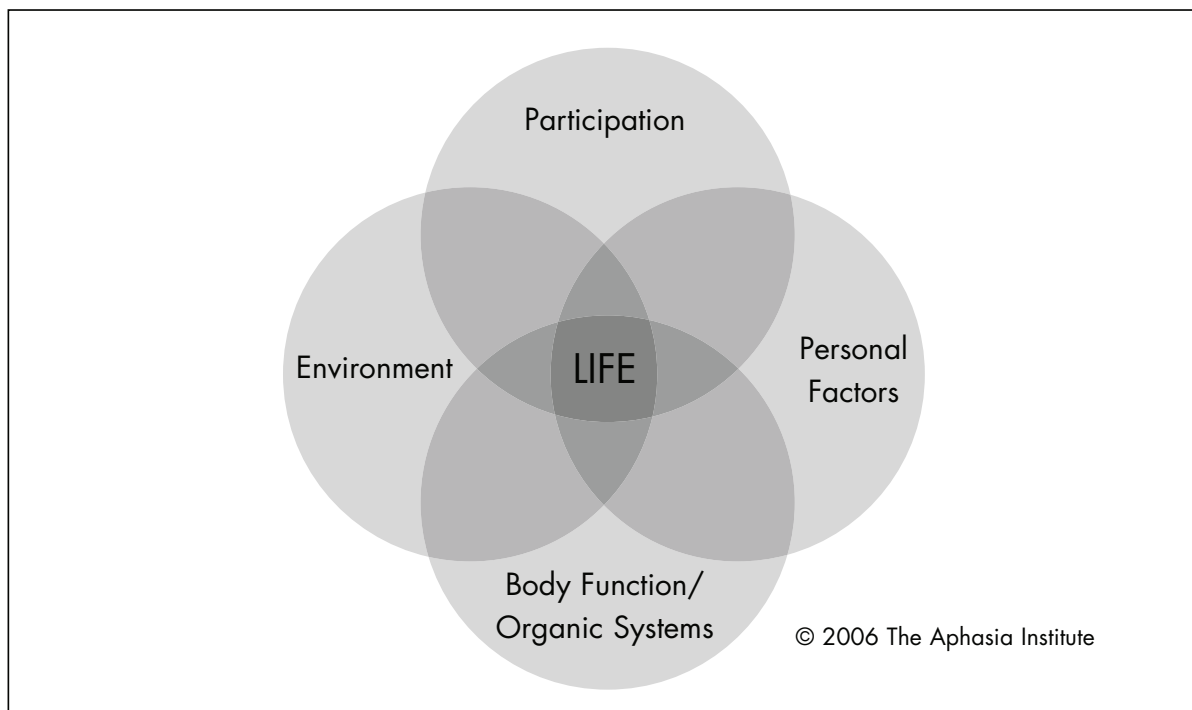 Participation
Environment
LIFE
Personal
Factors
Body Function/
Organic Systems
© 2006 The Aphasia Institute